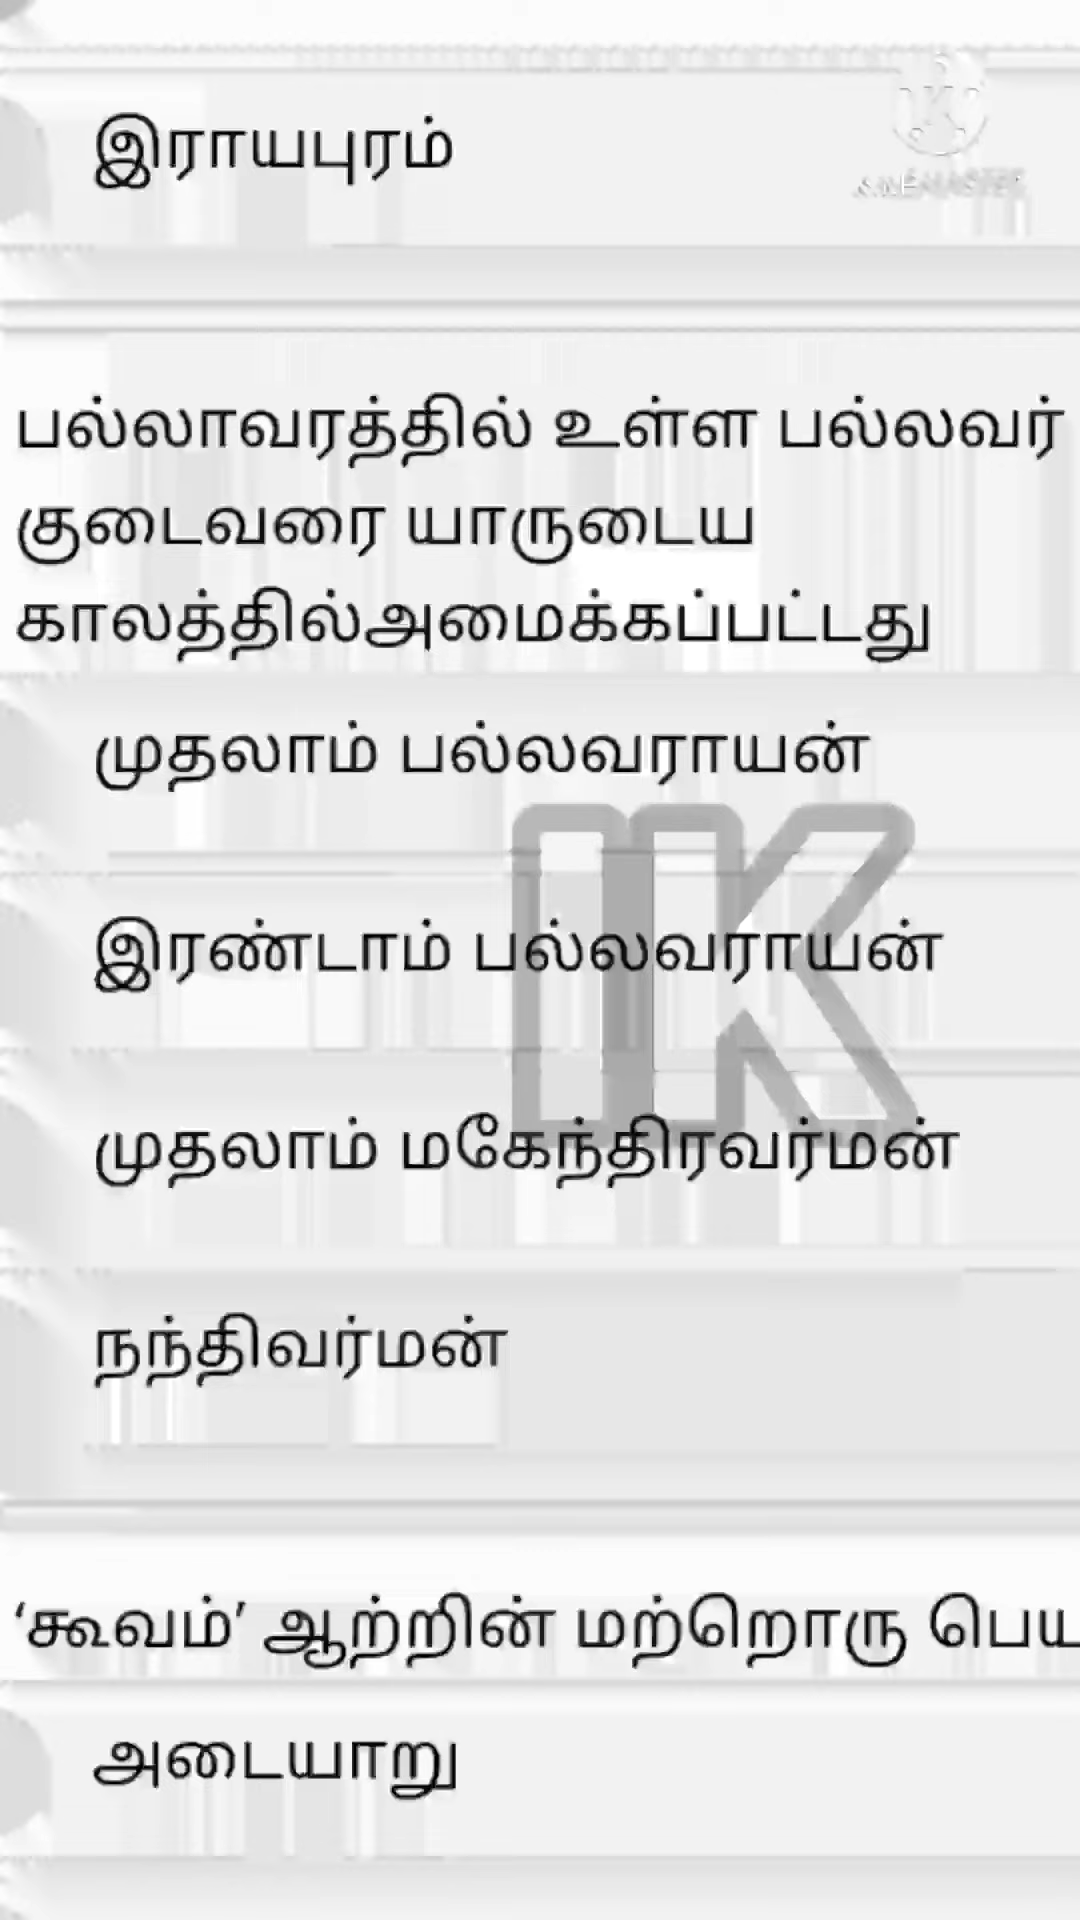 இராயபுரம்
KINEMASTER
பல்லாவரத்தில் உள்ள பல்லவர்
குடைவரை யாருடைய
காலத்தில்அமைக்கப்பட்டது
முதலாம் பல்லவராயன்
இரண்டாம் பல்லவராயன்
முதலாம் மகேந்திரவர்மன்
நந்திவர்மன்
‘கூவம்’ ஆற்றின் மற்றொரு பெய
அடையாறு